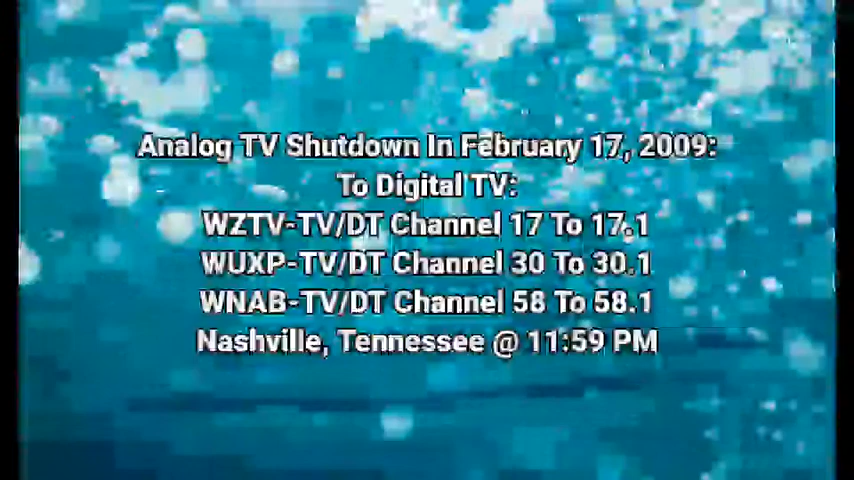 Analog TV Shutdown In February 17, 2009:
To Digital TV:
WZTV-TV/DT Channel 17 To 17.1
WUXP-TV/DT Channel 30 To 30.1
WNAB-TV/DT Channel 58 To 58.1
Nashville, Tennessee @ 11:59 PM